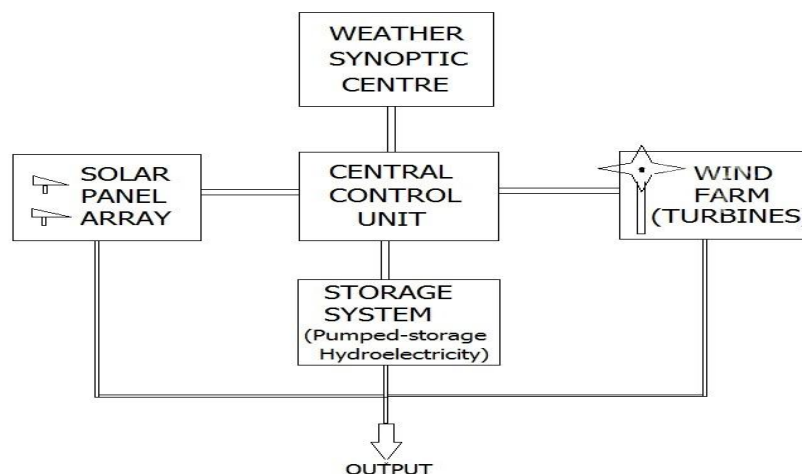 WEATHER
SYNOPTIC
CENTRE
SOLAR
PANEL
ARRAY
CENTRAL
CONTROL
UNIT
WIND
FARM
(TURBINES)
STORAGE
SYSTEM
(Pumped-storage
Hydroelectricity)
OUTPUT